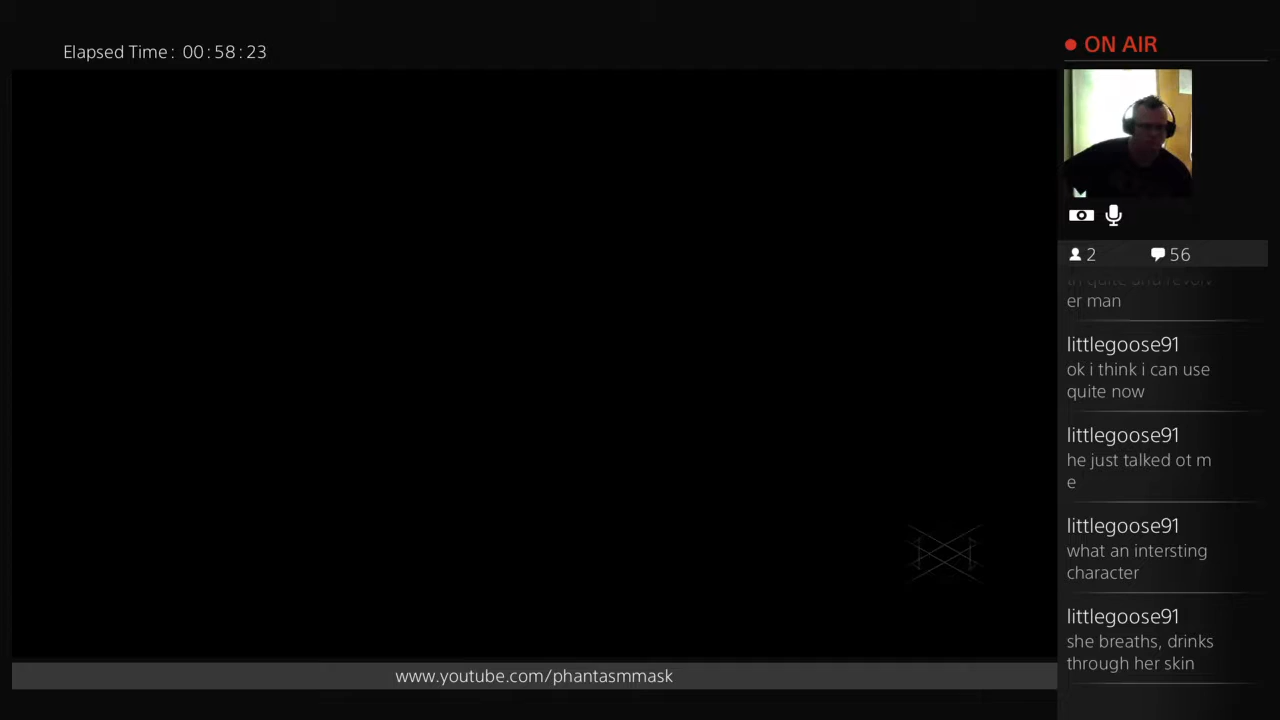 Elapsed Time: 00:58:23
ON AIR
2 56
er man
littlegoose91
ok i think i can use
quite now
littlegoose91
he just talked ot m
e
littlegoose91
what an intersting
character
littlegoose91
she breaths, drinks
through her skin
www.youtube.com/phantasmmask